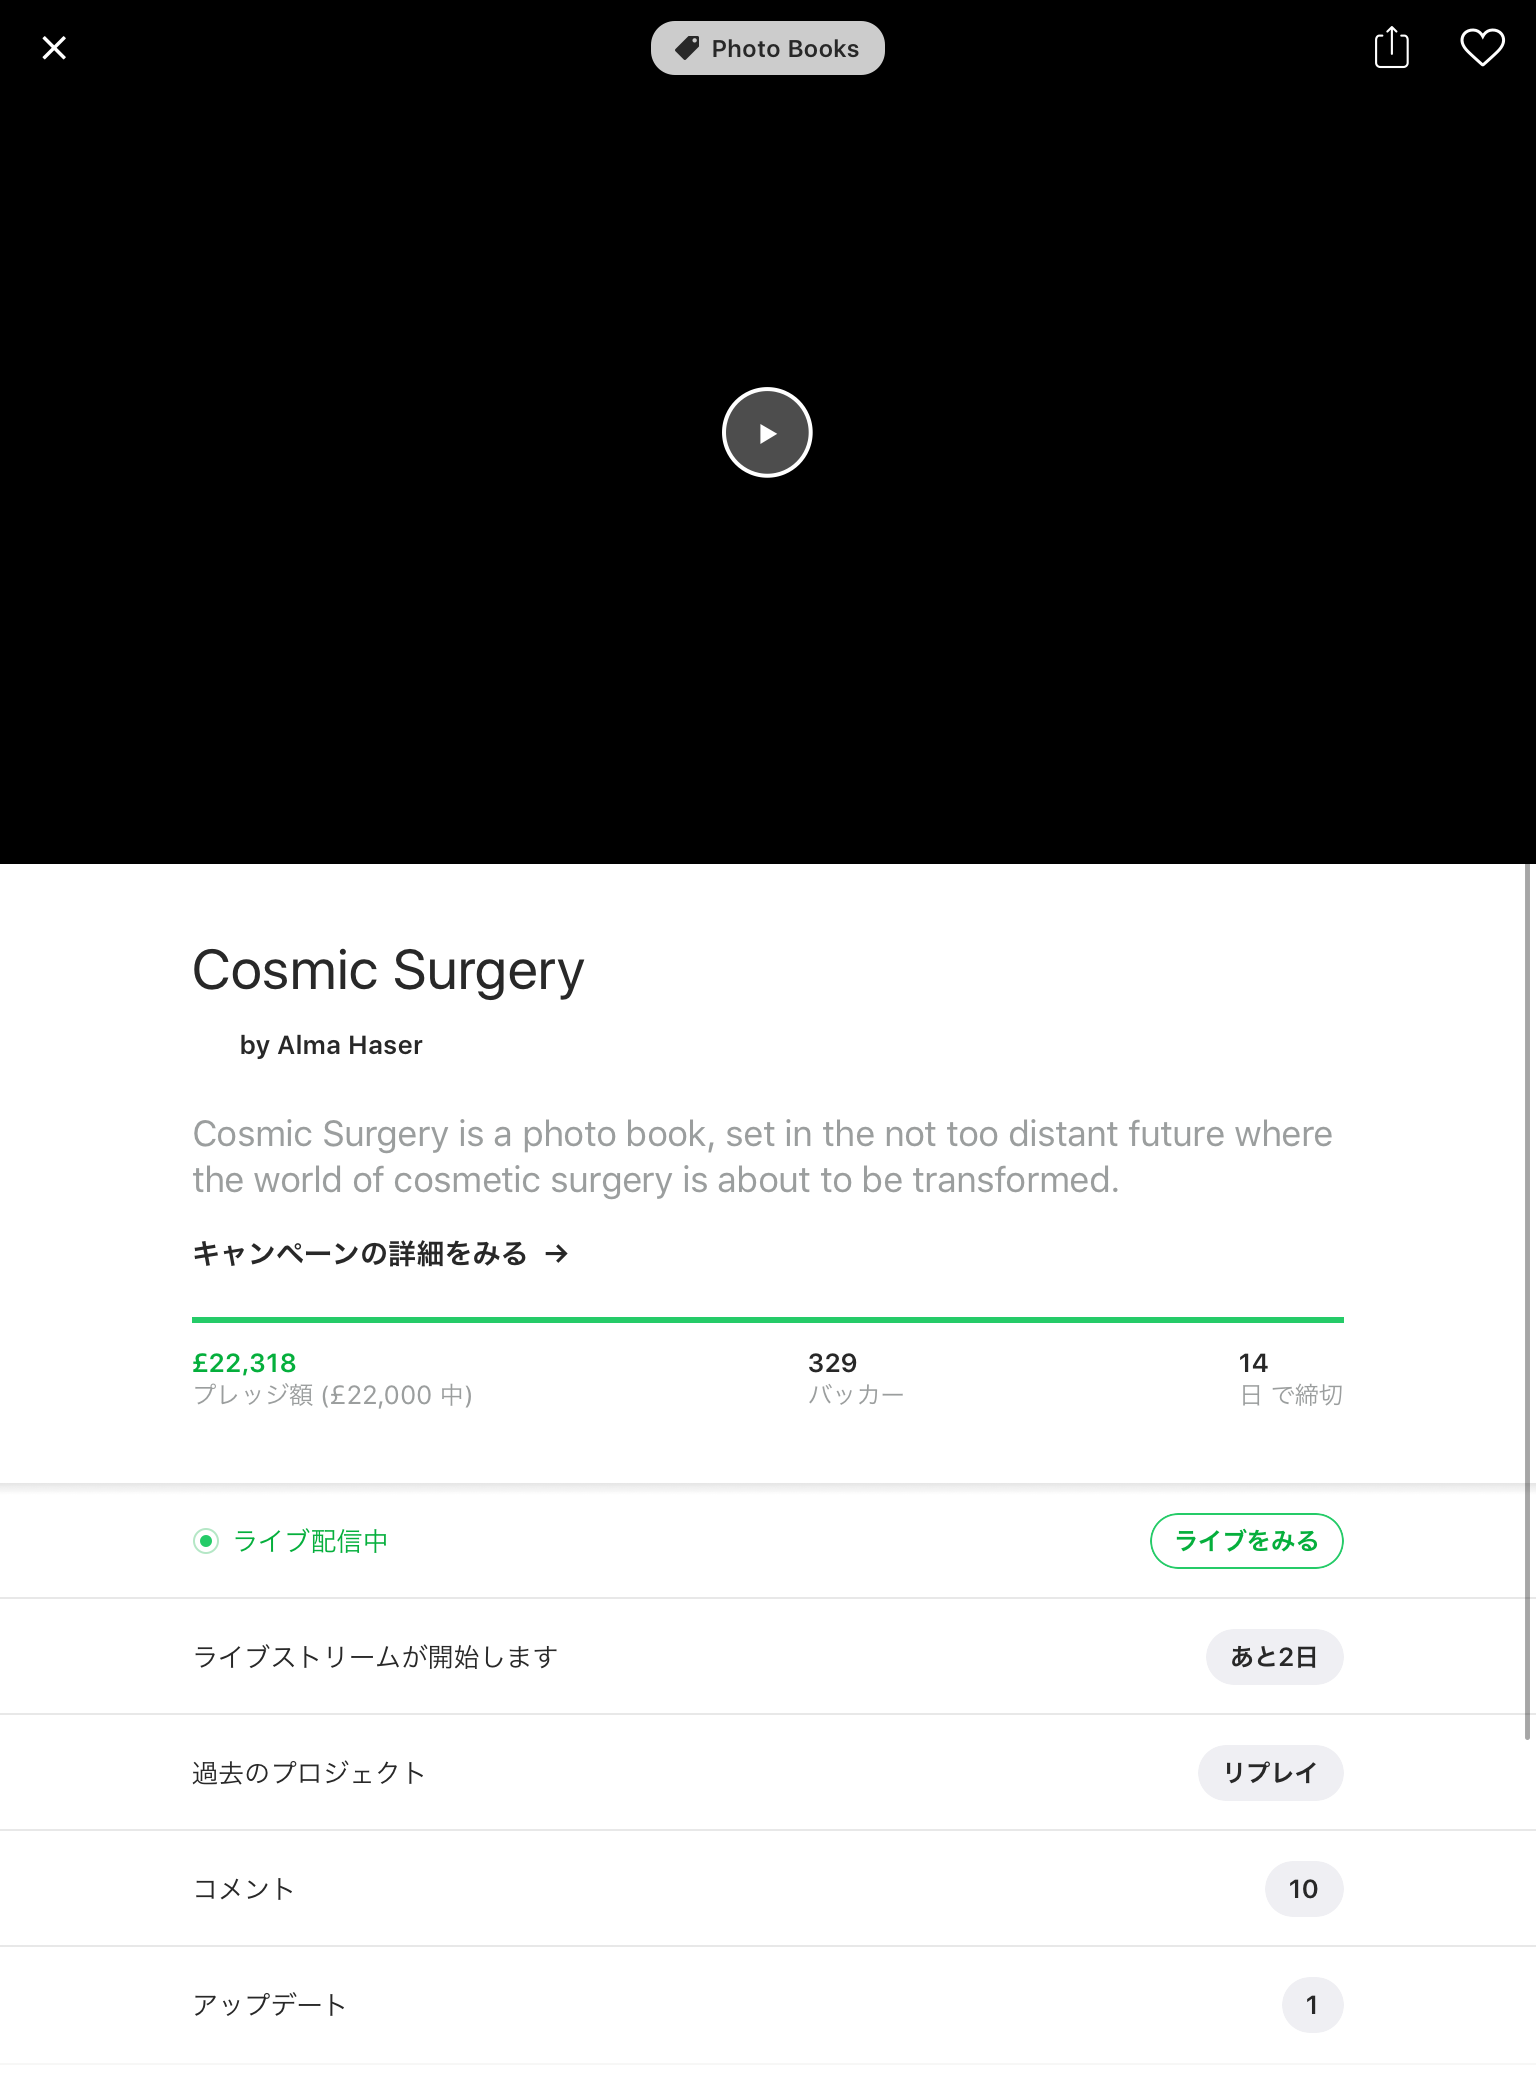 Photo Books
Cosmic Surgery
by Alma Haser
Cosmic Surgery is a photo book, set in the not too distant future where
the world of cosmetic surgery is about to be transformed.
キャンペーンの詳細をみる →
£22,318
プレッジ額 (£22,000 中)
329
バッカー
14
日 で締切
ライブ配信中
ライブをみる
ライブストリームが開始します
あと2日
過去のプロジェクト
リプレイ
コメント
10
アップデート
1